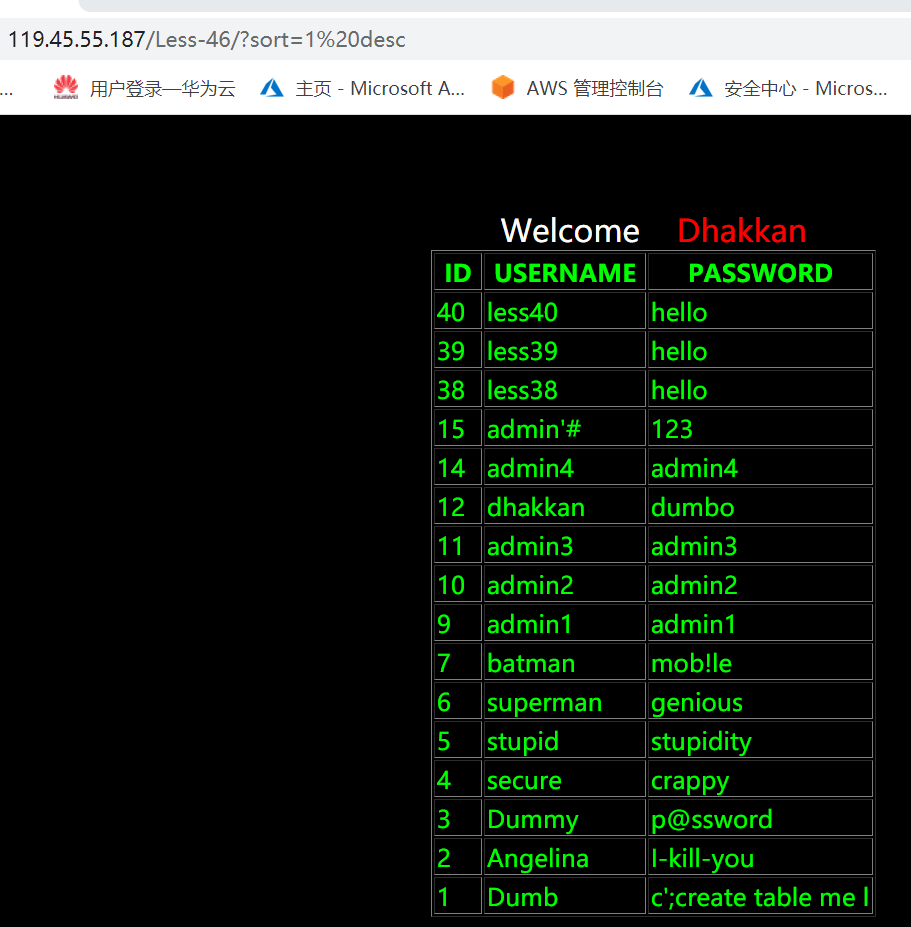 119.45.55.187/Less-46/?sort=1%20desc
... 用户登录—华为云 主页 - Microsoft A... AWS 管理控制台 安全中心 - Micros...
Welcome Dhakkan
ID USERNAME PASSWORD
40 less40 hello
39 less39 hello
38 less38 hello
15 admin'# 123
14 admin4 admin4
12 dhakkan dumbo
11 admin3 admin3
10 admin2 admin2
9 admin1 admin1
7 batman mob!le
6 superman genious
5 stupid stupidity
4 secure crappy
3 Dummy p@ssword
2 Angelina I-kill-you
1 Dumb c';create table me l